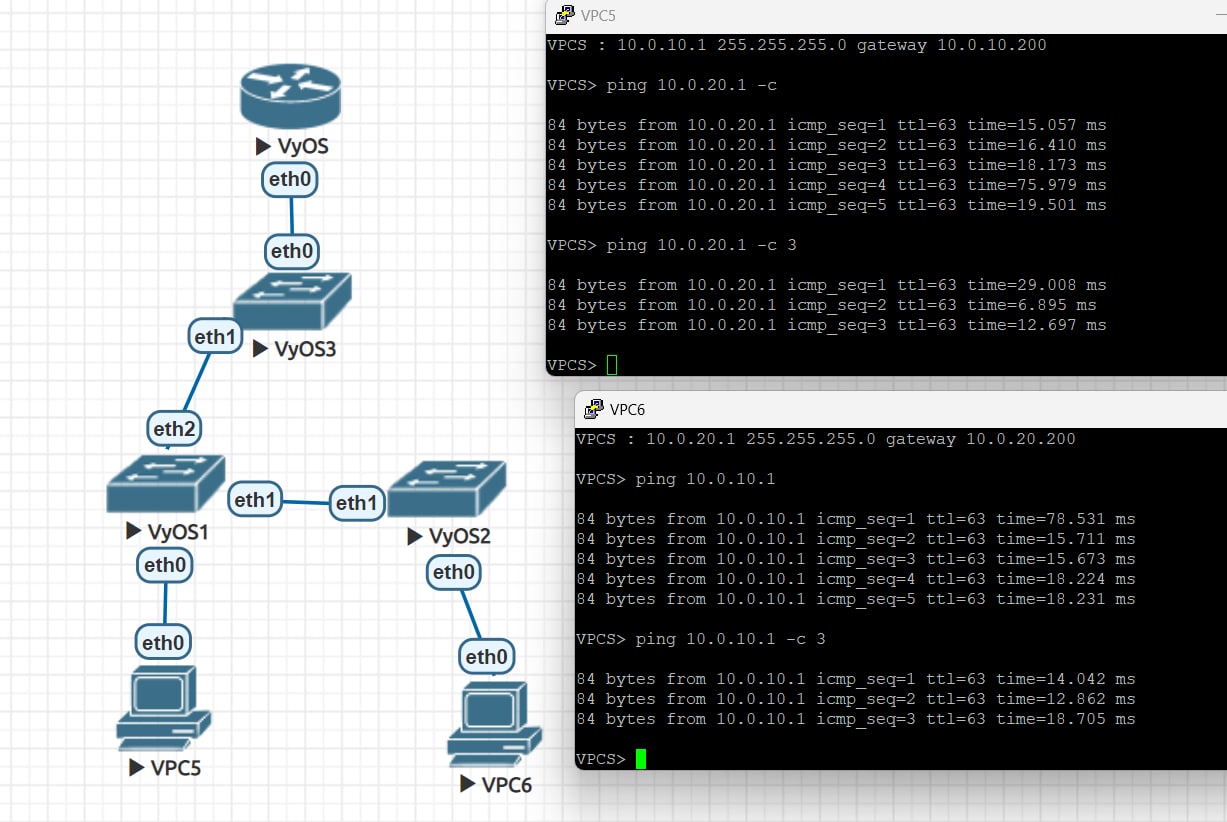 VyOS
eth0
eth0
eth1
VyOS3
eth2
eth1
eth1
VyOS1
VyOS2
eth0
eth0
eth0
eth0
VPC5
VPC6
VPC5
VPCS : 10.0.10.1 255.255.255.0 gateway 10.0.10.200
VPCS> ping 10.0.20.1 -c
84 bytes from 10.0.20.1 icmp_seq=1 ttl=63 time=15.057 ms
84 bytes from 10.0.20.1 icmp_seq=2 ttl=63 time=16.410 ms
84 bytes from 10.0.20.1 icmp_seq=3 ttl=63 time=18.173 ms
84 bytes from 10.0.20.1 icmp_seq=4 ttl=63 time=75.979 ms
84 bytes from 10.0.20.1 icmp_seq=5 ttl=63 time=19.501 ms
VPCS> ping 10.0.20.1 -c 3
84 bytes from 10.0.20.1 icmp_seq=1 ttl=63 time=29.008 ms
84 bytes from 10.0.20.1 icmp_seq=2 ttl=63 time=6.895 ms
84 bytes from 10.0.20.1 icmp_seq=3 ttl=63 time=12.697 ms
VPCS>
VPC6
VPCS : 10.0.20.1 255.255.255.0 gateway 10.0.20.200
VPCS> ping 10.0.10.1
84 bytes from 10.0.10.1 icmp_seq=1 ttl=63 time=78.531 ms
84 bytes from 10.0.10.1 icmp_seq=2 ttl=63 time=15.711 ms
84 bytes from 10.0.10.1 icmp_seq=3 ttl=63 time=15.673 ms
84 bytes from 10.0.10.1 icmp_seq=4 ttl=63 time=18.224 ms
84 bytes from 10.0.10.1 icmp_seq=5 ttl=63 time=18.231 ms
VPCS> ping 10.0.10.1 -c 3
84 bytes from 10.0.10.1 icmp_seq=1 ttl=63 time=14.042 ms
84 bytes from 10.0.10.1 icmp_seq=2 ttl=63 time=12.862 ms
84 bytes from 10.0.10.1 icmp_seq=3 ttl=63 time=18.705 ms
VPCS>